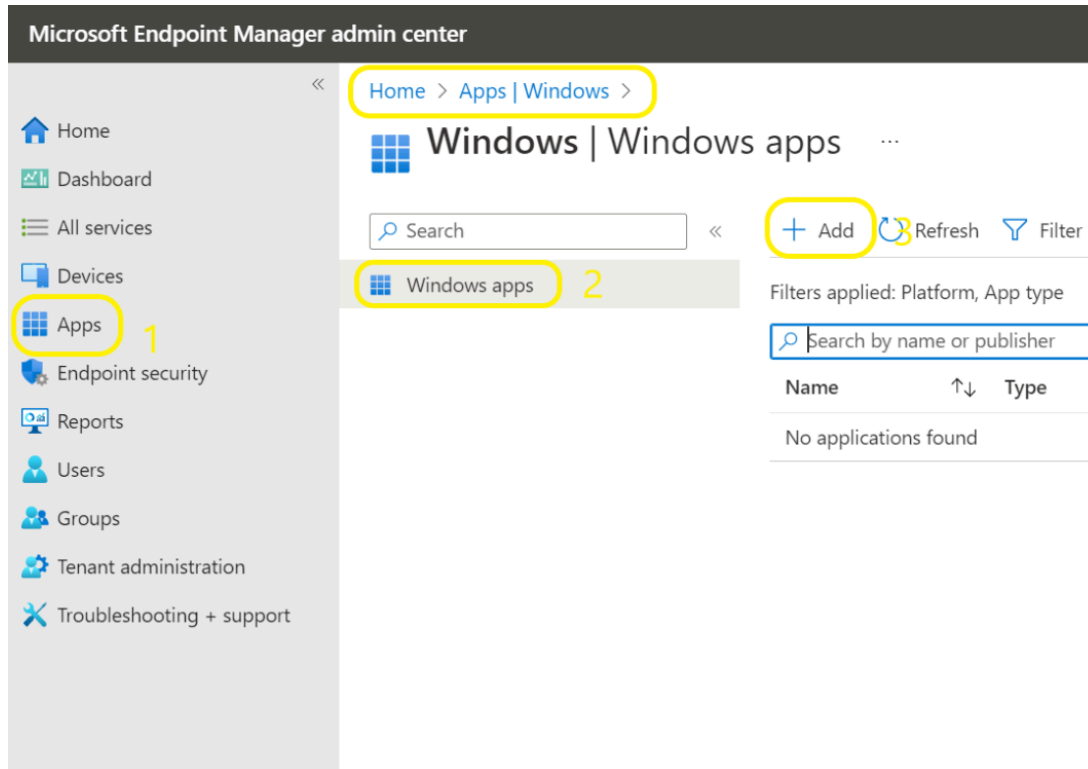 Microsoft Endpoint Manager admin center
«
Home
Dashboard
All services
Devices
Apps 1
Endpoint security
Reports
Users
Groups
Tenant administration
Troubleshooting + support
Home > Apps | Windows >
Windows | Windows apps ...
Search «
Windows apps 2
+ Add 3 Refresh Filter
Filters applied: Platform, App type
Search by name or publisher
Name ↑↓ Type
No applications found